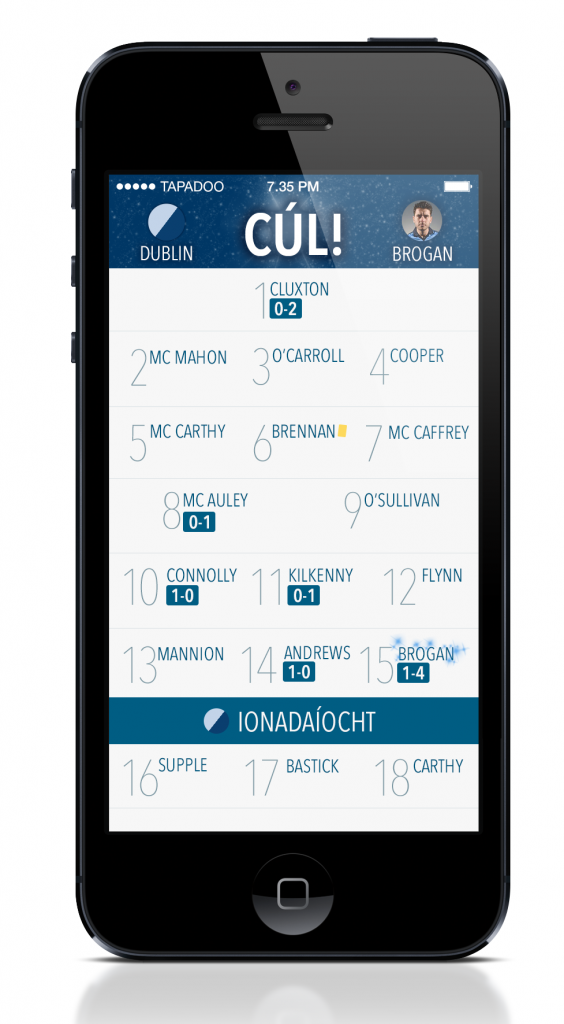 TAPADOO 7.35 PM
DUBLIN CÚL! BROGAN
1 CLUXTON
0-2
2 MC MAHON 3 O'CARROLL 4 COOPER
5 MC CARTHY 6 BRENNAN 7 MC CAFFREY
8 MC AULEY 9 O'SULLIVAN
0-1
10 CONNOLLY 11 KILKENNY 12 FLYNN
1-0 0-1
13 MANNION 14 ANDREWS 15 BROGAN
1-0 1-4
IONADAÍOCHT
16 SUPPLE 17 BASTICK 18 CARTHY